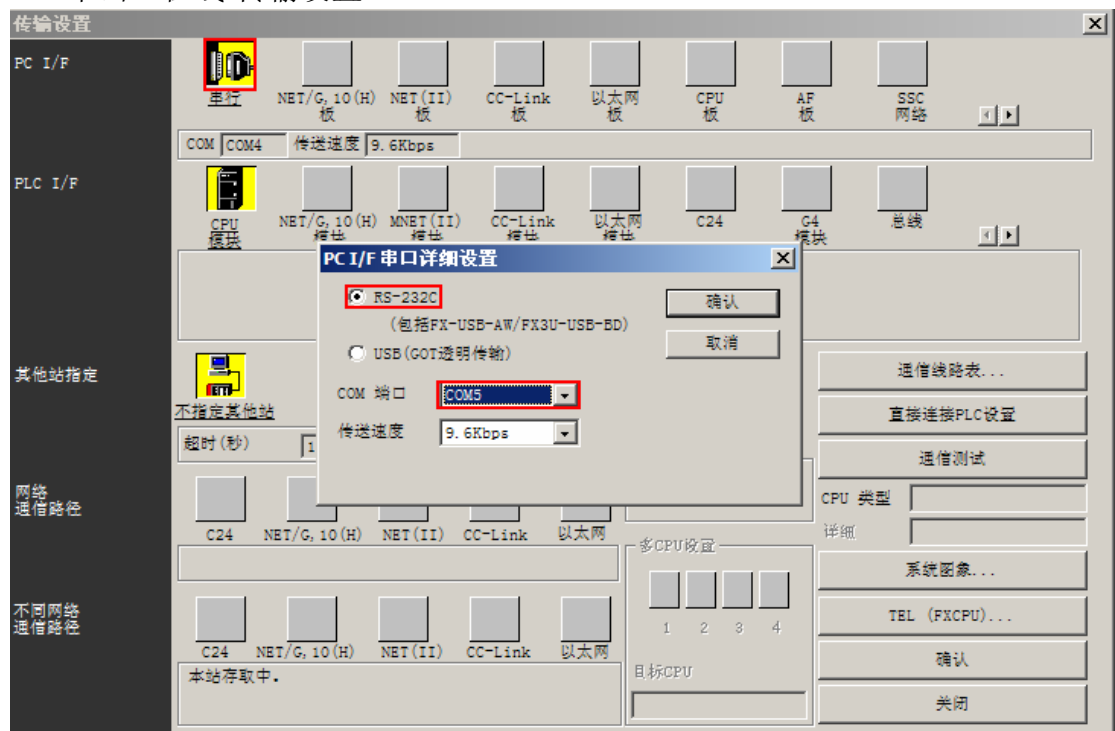 传输设置
PC I/F
串行 NET/G,10(H) NET(II) CC-Link 以太网 CPU AF SSC
板 板 板 板 板 板 网络
COM COM4 传送速度 9.6Kbps
PLC I/F
CPU NET/G,10(H) MNET(II) CC-Link 以太网 C24 G4 总线
模块 模块 模块 模块 模块 模块
PC I/F 串口详细设置
RS-232C
(包括FX-USB-AW/FX3U-USB-BD)
USB(GOT透明传输)
COM 端口 COM5
传送速度 9.6Kbps
确认
取消
其他站指定
不指定其他站
超时(秒) 1
通信线路表...
直接连接PLC设置
通信测试
CPU 类型
详细
系统图象...
TEL (FXCPU)...
确认
关闭
网络
通信路径
C24 NET/G,10(H) NET(II) CC-Link 以太网
多CPU设置
1 2 3 4
目标CPU
不同网络
通信路径
C24 NET/G,10(H) NET(II) CC-Link 以太网
本站存取中.